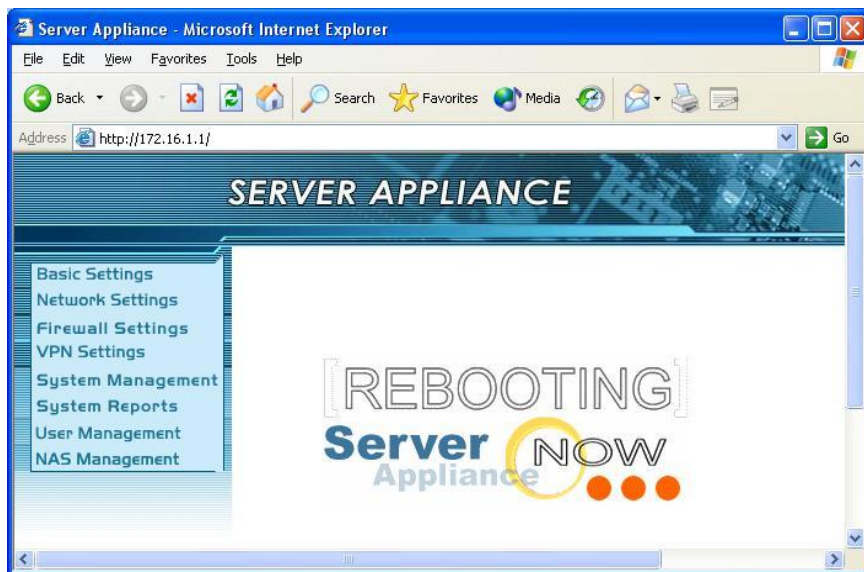 Server Appliance - Microsoft Internet Explorer
File Edit View Favorites Tools Help
Back Search Favorites Media
Address http://172.16.1.1/ Go
SERVER APPLIANCE
Basic Settings
Network Settings
Firewall Settings
VPN Settings
System Management
System Reports
User Management
NAS Management
[REBOOTING]
Server
Appliance
NOW